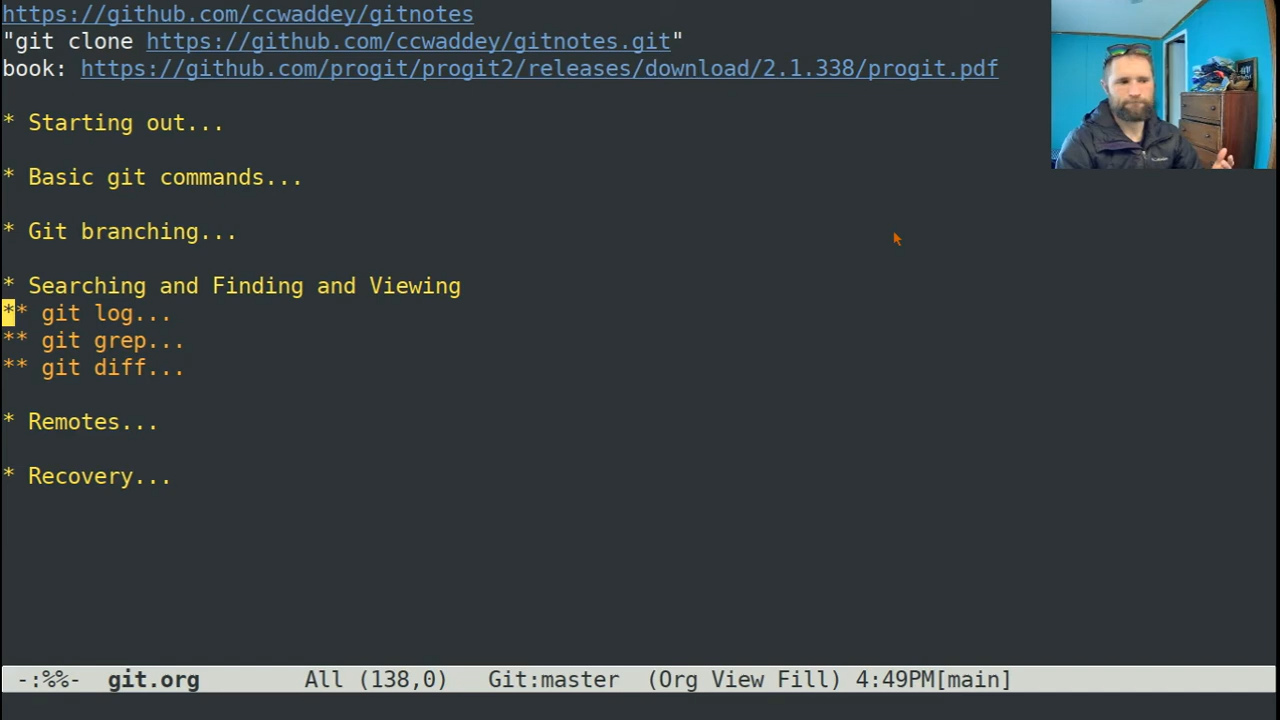 https://github.com/ccwaddey/gitnotes
"git clone https://github.com/ccwaddey/gitnotes.git"
book: https://github.com/progit/progit2/releases/download/2.1.338/progit.pdf
* Starting out...
* Basic git commands...
* Git branching...
* Searching and Finding and Viewing
** git log...
** git grep...
** git diff...
* Remotes...
* Recovery...
-:%%- git.org All (138,0) Git:master (Org View Fill) 4:49PM[main]